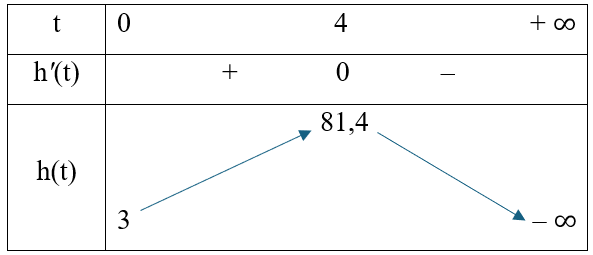 t 0 4 + ∞
h′(t) + 0 –
81,4
h(t)
3 – ∞